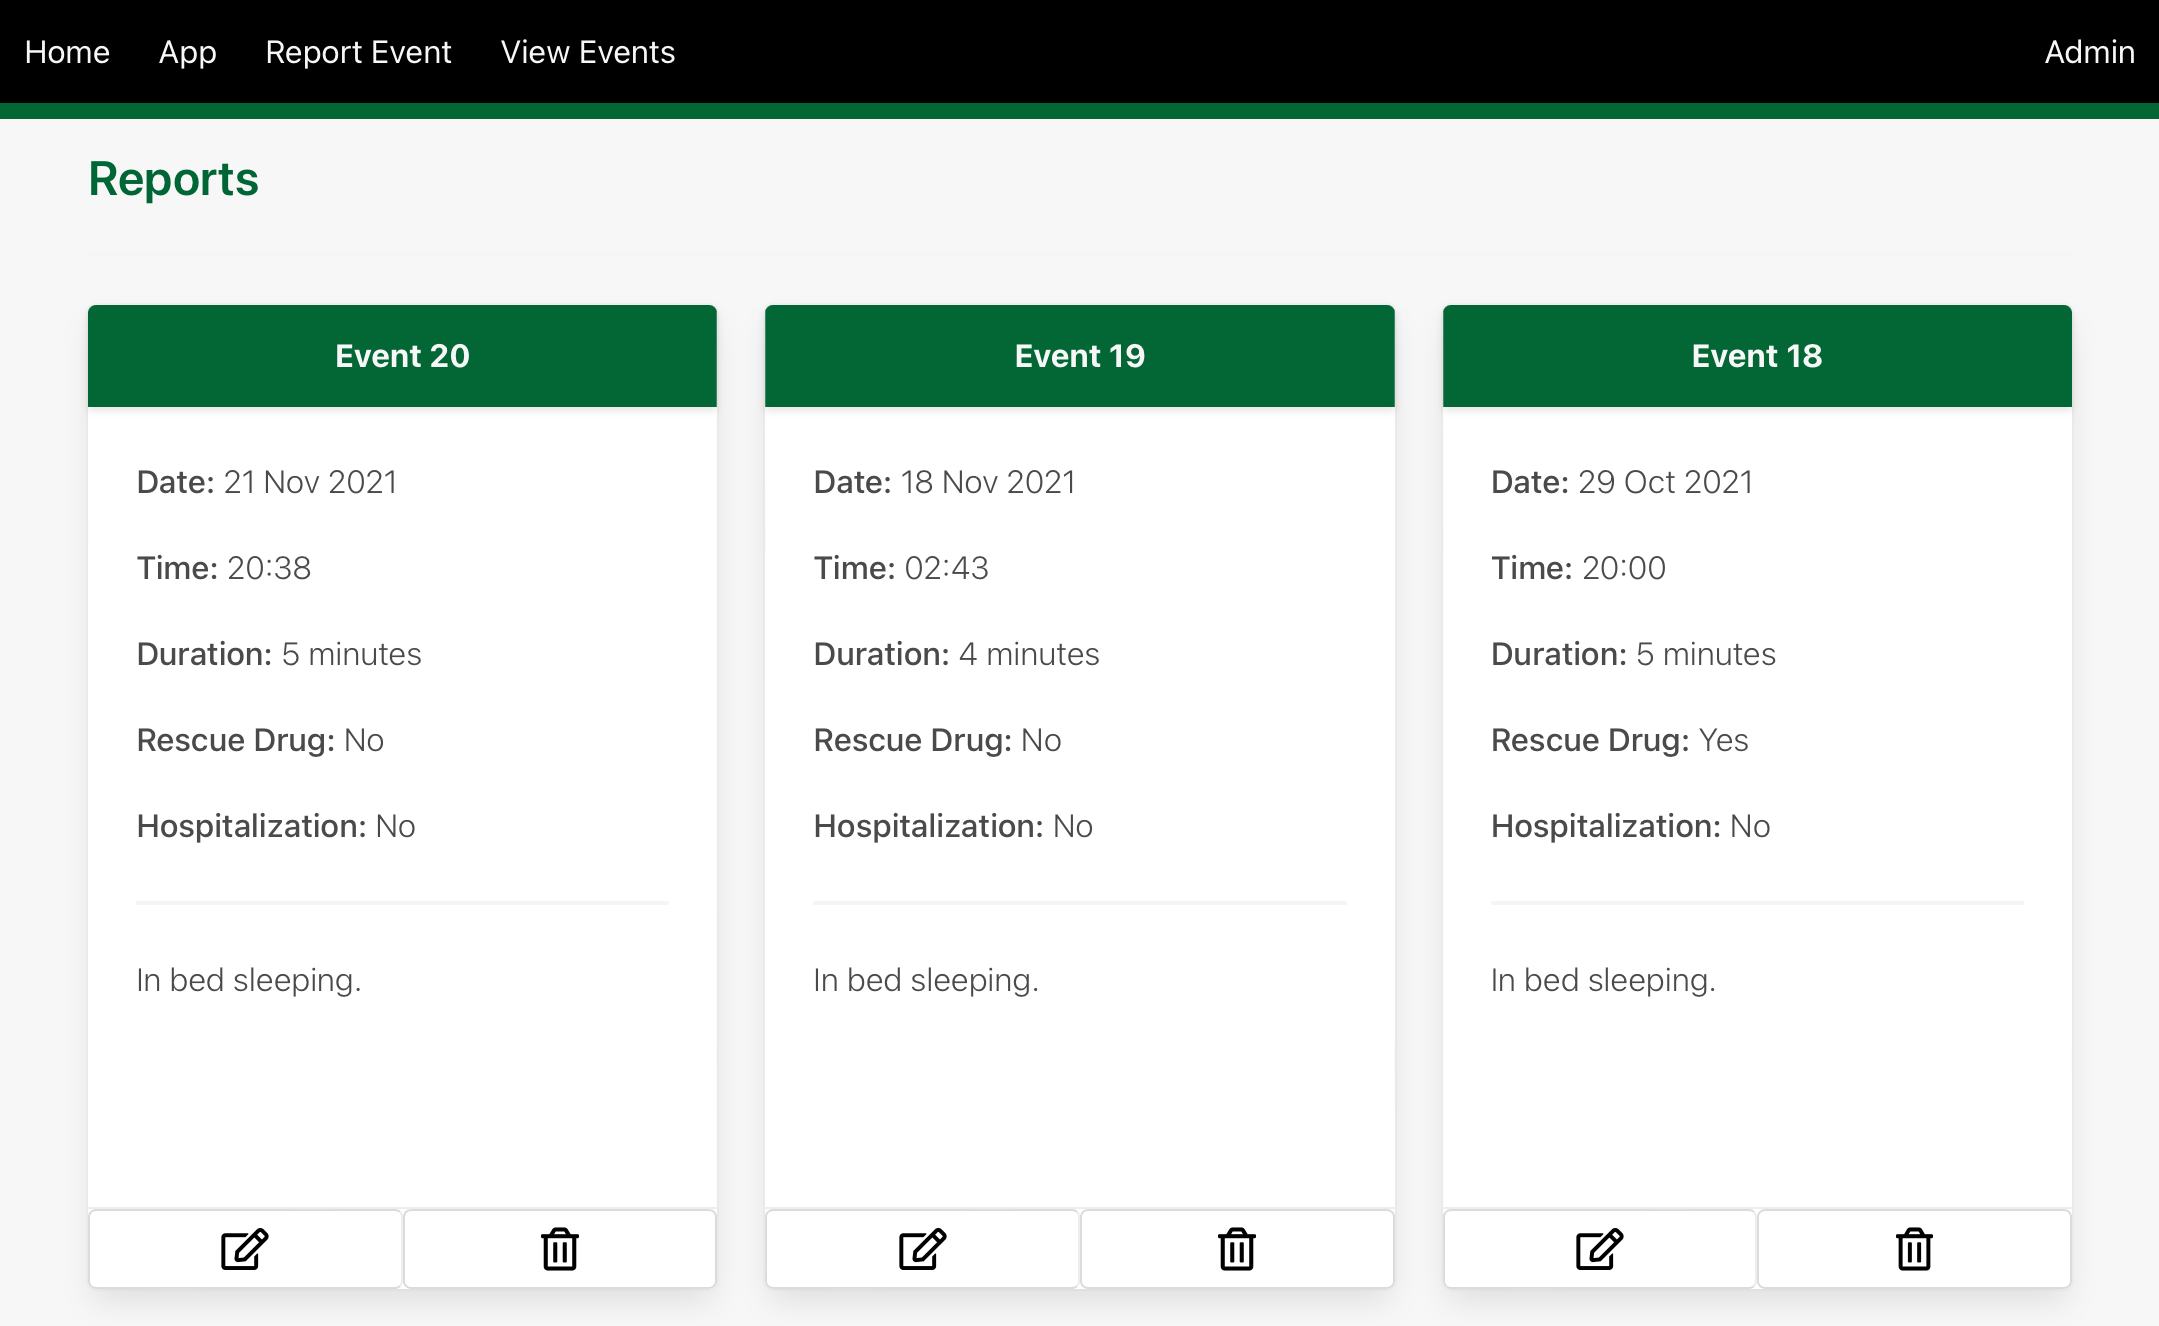 Home App Report Event View Events Admin
Reports
Event 20
Date: 21 Nov 2021
Time: 20:38
Duration: 5 minutes
Rescue Drug: No
Hospitalization: No
In bed sleeping.
Event 19
Date: 18 Nov 2021
Time: 02:43
Duration: 4 minutes
Rescue Drug: No
Hospitalization: No
In bed sleeping.
Event 18
Date: 29 Oct 2021
Time: 20:00
Duration: 5 minutes
Rescue Drug: Yes
Hospitalization: No
In bed sleeping.